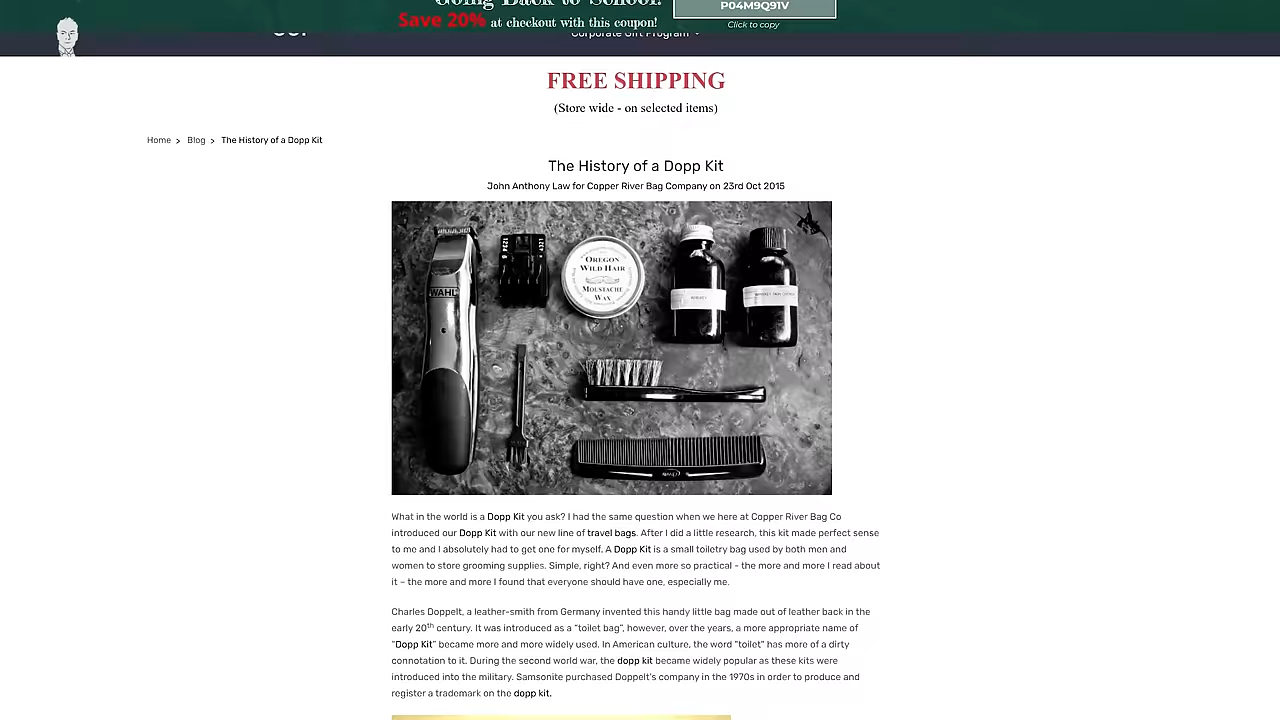 Going Back to School!
P04M9Q91V
Save 20% at checkout with this coupon!
Click to copy
Corporate Gift Program
FREE SHIPPING
(Store wide - on selected items)
Home > Blog > The History of a Dopp Kit
The History of a Dopp Kit
John Anthony Law for Copper River Bag Company on 23rd Oct 2015
WAHL
1234
4321
OREGON
WILD HAIR
MOUSTACHE
WAX
WHISKEY
What in the world is a Dopp Kit you ask? I had the same question when we here at Copper River Bag Co
introduced our Dopp Kit with our new line of travel bags. After I did a little research, this kit made perfect sense
to me and I absolutely had to get one for myself. A Dopp Kit is a small toiletry bag used by both men and
women to store grooming supplies. Simple, right? And even more so practical - the more and more I read about
it – the more and more I found that everyone should have one, especially me.
Charles Doppelt, a leather-smith from Germany invented this handy little bag made out of leather back in the
early 20th century. It was introduced as a “toilet bag”, however, over the years, a more appropriate name of
"Dopp Kit" became more and more widely used. In American culture, the word "toilet" has more of a dirty
connotation to it. During the second world war, the dopp kit became widely popular as these kits were
introduced into the military. Samsonite purchased Doppelt's company in the 1970s in order to produce and
register a trademark on the dopp kit.